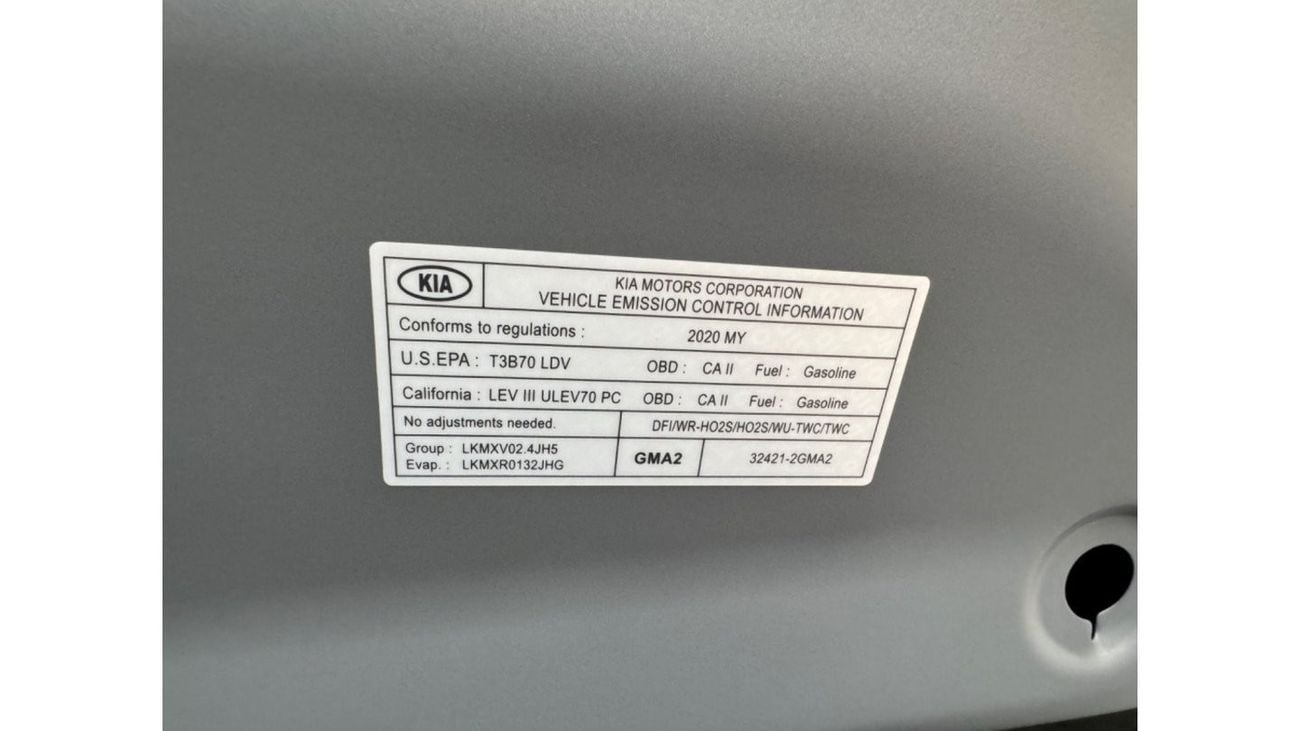 KIA
KIA MOTORS CORPORATION
VEHICLE EMISSION CONTROL INFORMATION
Conforms to regulations : 2020 MY
U.S.EPA : T3B70 LDV OBD : CA II Fuel : Gasoline
California : LEV III ULEV70 PC OBD : CA II Fuel : Gasoline
No adjustments needed. DFI/WR-HO2S/HO2S/WU-TWC/TWC
Group : LKMXV02.4JH5
Evap. : LKMXR0132JHG
GMA2 32421-2GMA2